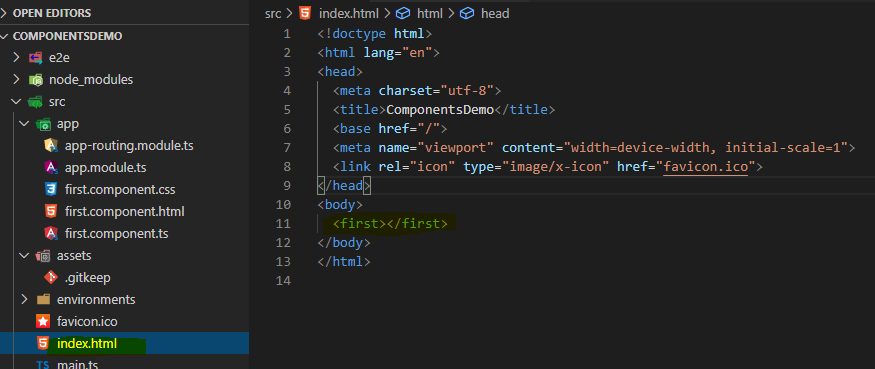 OPEN EDITORS
COMPONENTSDEMO
e2e
node_modules
src
app
app-routing.module.ts
app.module.ts
first.component.css
first.component.html
first.component.ts
assets
.gitkeep
environments
favicon.ico
index.html
TS main.ts
src > index.html > html > head
1 <!doctype html>
2 <html lang="en">
3 <head>
4 <meta charset="utf-8">
5 <title>ComponentsDemo</title>
6 <base href="/">
7 <meta name="viewport" content="width=device-width, initial-scale=1">
8 <link rel="icon" type="image/x-icon" href="favicon.ico">
9 </head>
10 <body>
11 <first></first>
12 </body>
13 </html>
14